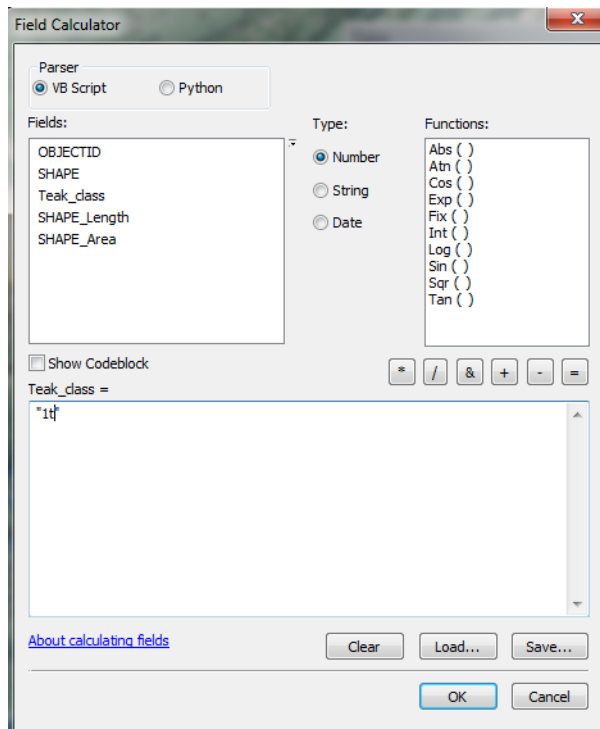 Field Calculator
x
Parser
VB Script Python
Fields:
OBJECTID
SHAPE
Teak_class
SHAPE_Length
SHAPE_Area
Type:
Number
String
Date
Functions:
Abs ( )
Atn ( )
Cos ( )
Exp ( )
Fix ( )
Int ( )
Log ( )
Sin ( )
Sqr ( )
Tan ( )
Show Codeblock
* / & + - =
Teak_class =
"1t"
About calculating fields
Clear Load... Save...
OK Cancel